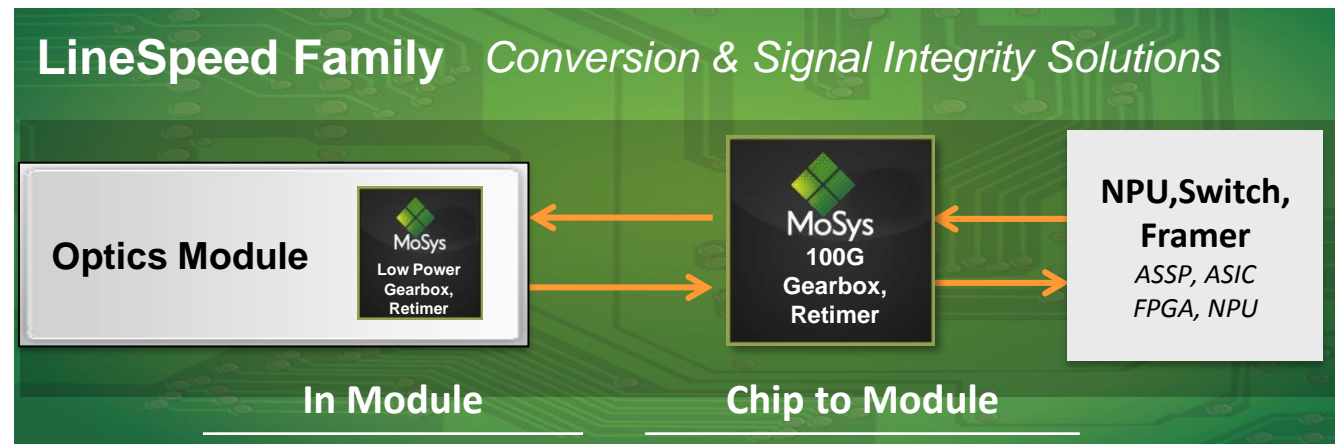 LineSpeed Family Conversion & Signal Integrity Solutions
Optics Module
MoSys
Low Power
Gearbox,
Retimer
MoSys
100G
Gearbox,
Retimer
NPU,Switch,
Framer
ASSP, ASIC
FPGA, NPU
In Module
Chip to Module